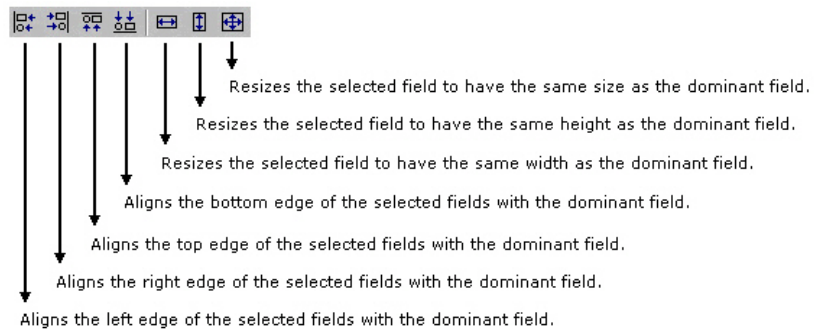 Resizes the selected field to have the same size as the dominant field.
Resizes the selected field to have the same height as the dominant field.
Resizes the selected field to have the same width as the dominant field.
Aligns the bottom edge of the selected fields with the dominant field.
Aligns the top edge of the selected fields with the dominant field.
Aligns the right edge of the selected fields with the dominant field.
Aligns the left edge of the selected fields with the dominant field.